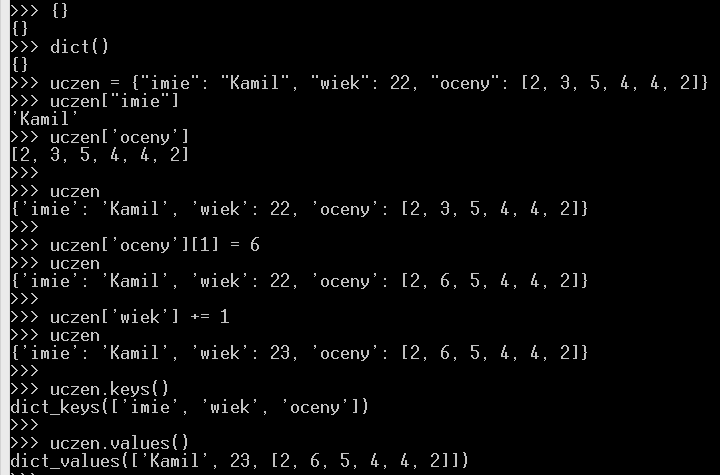 >>> {}
{}
>>> dict()
{}
>>> uczen = {"imie": "Kamil", "wiek": 22, "oceny": [2, 3, 5, 4, 4, 2]}
>>> uczen["imie"]
'Kamil'
>>> uczen['oceny']
[2, 3, 5, 4, 4, 2]
>>>
>>> uczen
{'imie': 'Kamil', 'wiek': 22, 'oceny': [2, 3, 5, 4, 4, 2]}
>>>
>>> uczen['oceny'][1] = 6
>>> uczen
{'imie': 'Kamil', 'wiek': 22, 'oceny': [2, 6, 5, 4, 4, 2]}
>>>
>>> uczen['wiek'] += 1
>>> uczen
{'imie': 'Kamil', 'wiek': 23, 'oceny': [2, 6, 5, 4, 4, 2]}
>>>
>>> uczen.keys()
dict_keys(['imie', 'wiek', 'oceny'])
>>>
>>> uczen.values()
dict_values(['Kamil', 23, [2, 6, 5, 4, 4, 2]])
>>>